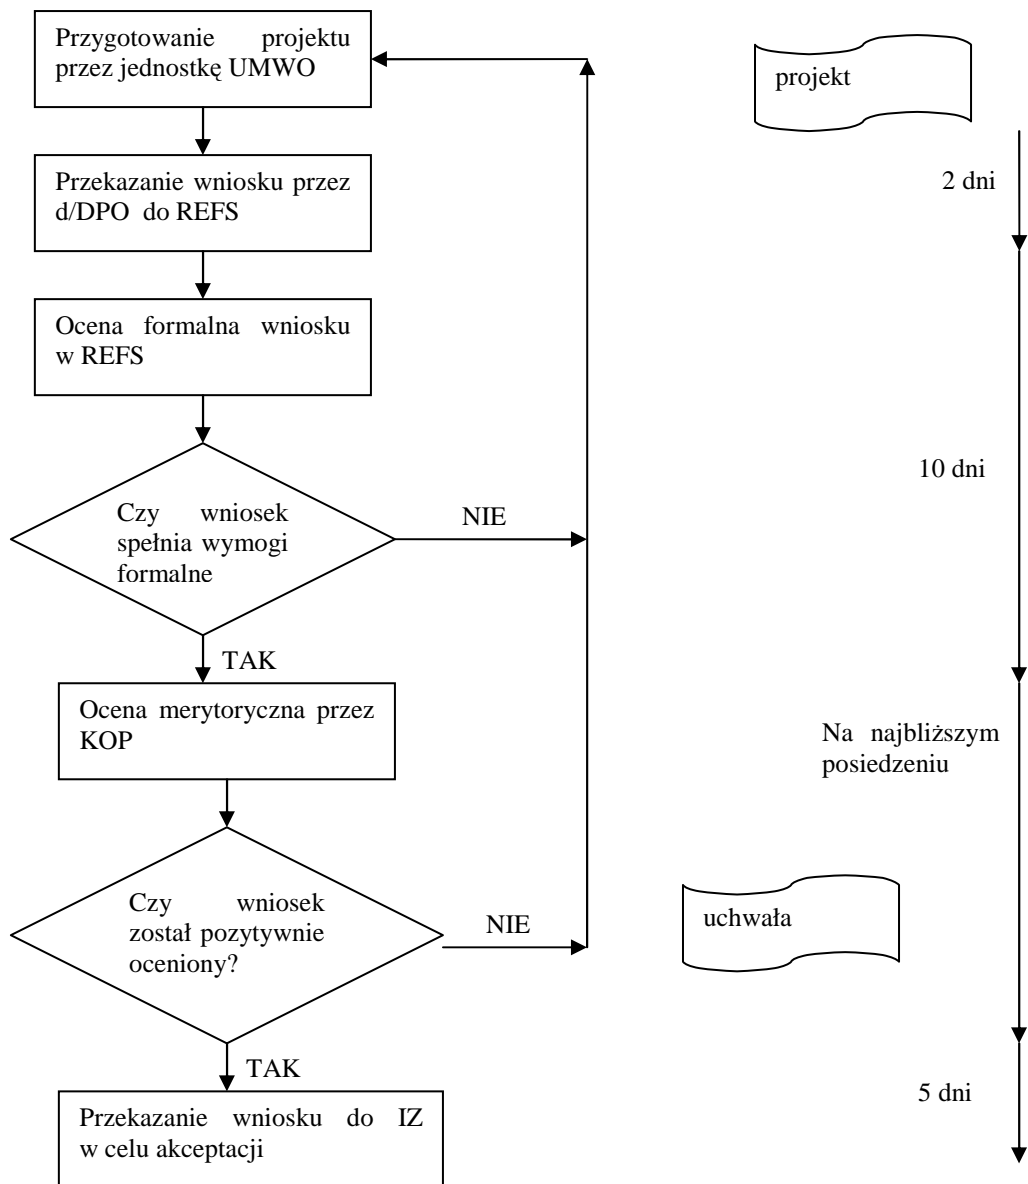 Przygotowanie projektu
przez jednostkę UMWO
projekt
2 dni
Przekazanie wniosku przez
d/DPO do REFS
Ocena formalna wniosku
w REFS
10 dni
Czy wniosek
spełnia wymogi
formalne
NIE
TAK
Ocena merytoryczna przez
KOP
Na najbliższym
posiedzeniu
Czy wniosek
został pozytywnie
oceniony?
NIE
uchwała
TAK
5 dni
Przekazanie wniosku do IZ
w celu akceptacji